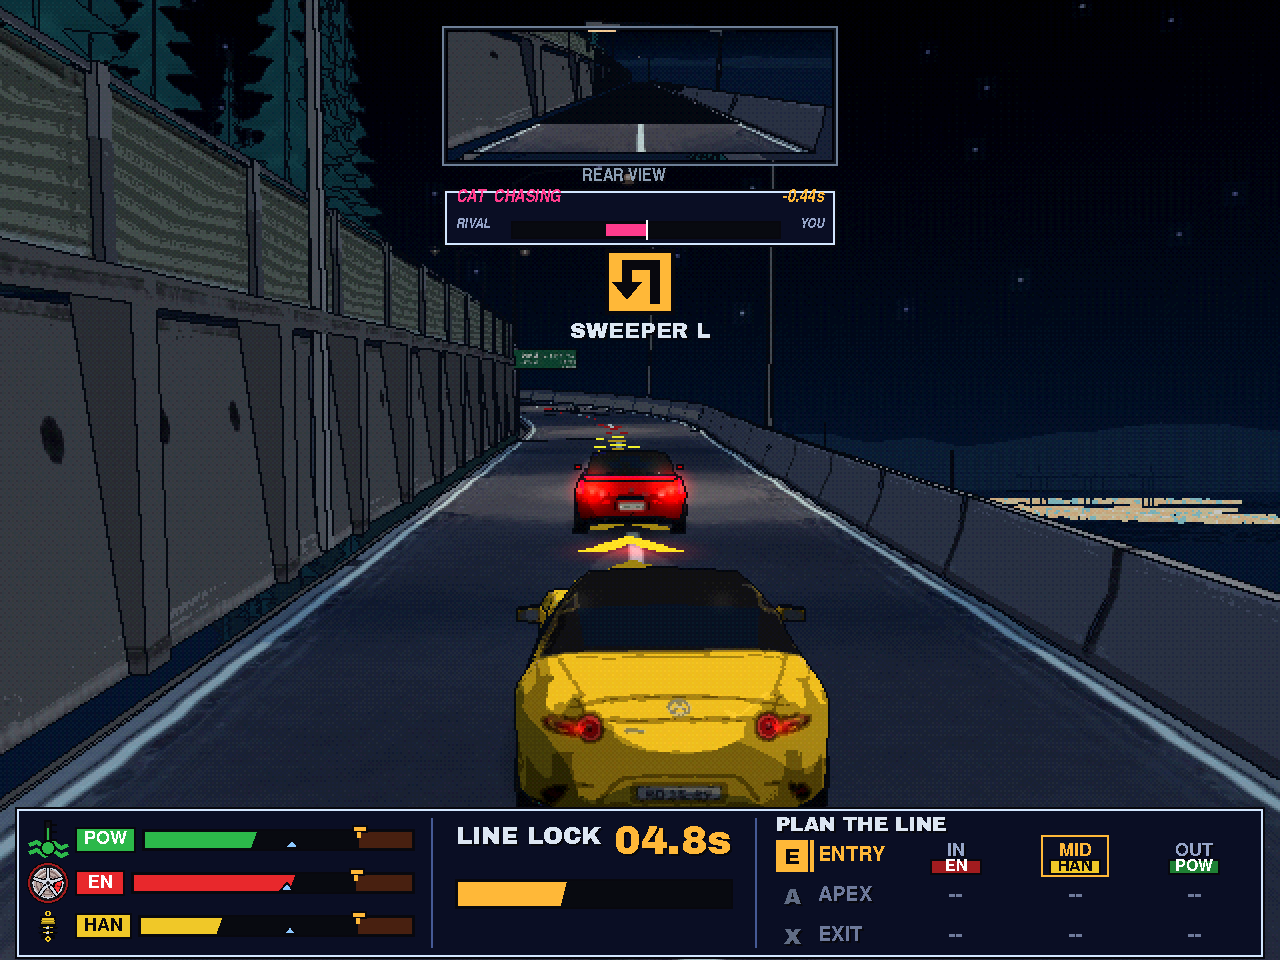 REAR VIEW
CAT CHASING -0.44s
RIVAL YOU
SWEEPER L
POW
EN
HAN
LINE LOCK 04.8s
PLAN THE LINE
E ENTRY IN EN MID HAN OUT POW
A APEX -- -- --
X EXIT -- -- --